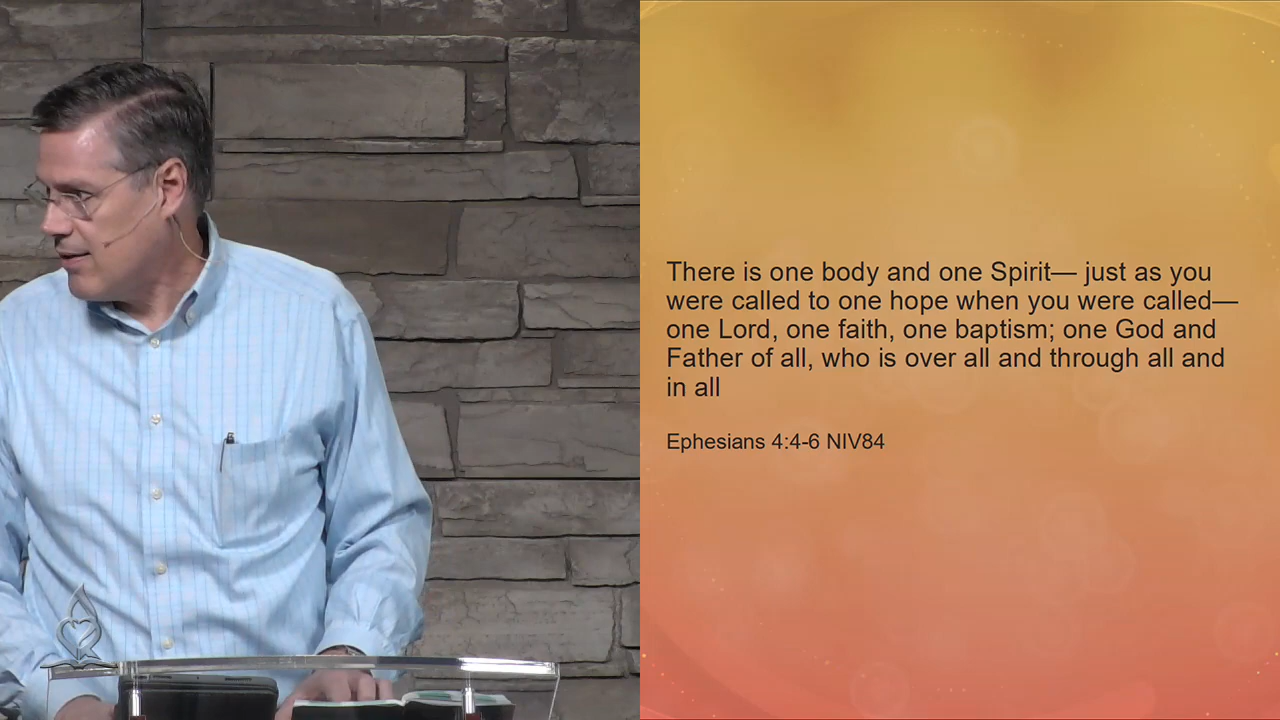 There is one body and one Spirit— just as you
were called to one hope when you were called—
one Lord, one faith, one baptism; one God and
Father of all, who is over all and through all and
in all
Ephesians 4:4-6 NIV84